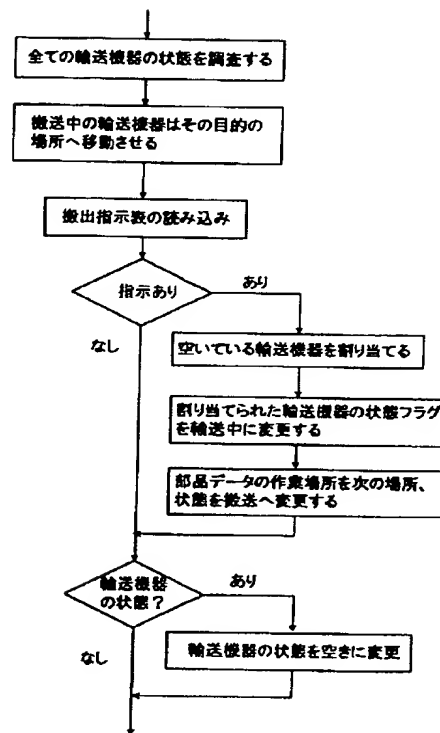 全ての輸送機器の状態を調査する
搬送中の輸送機器はその目的の
場所へ移動させる
搬出指示表の読み込み
指示あり
あり
なし
空いている輸送機器を割り当てる
割り当てられた輸送機器の状態フラグ
を輸送中に変更する
部品データの作業場所を次の場所、
状態を搬送へ変更する
輸送機器
の状態？
あり
なし
輸送機器の状態を空きに変更